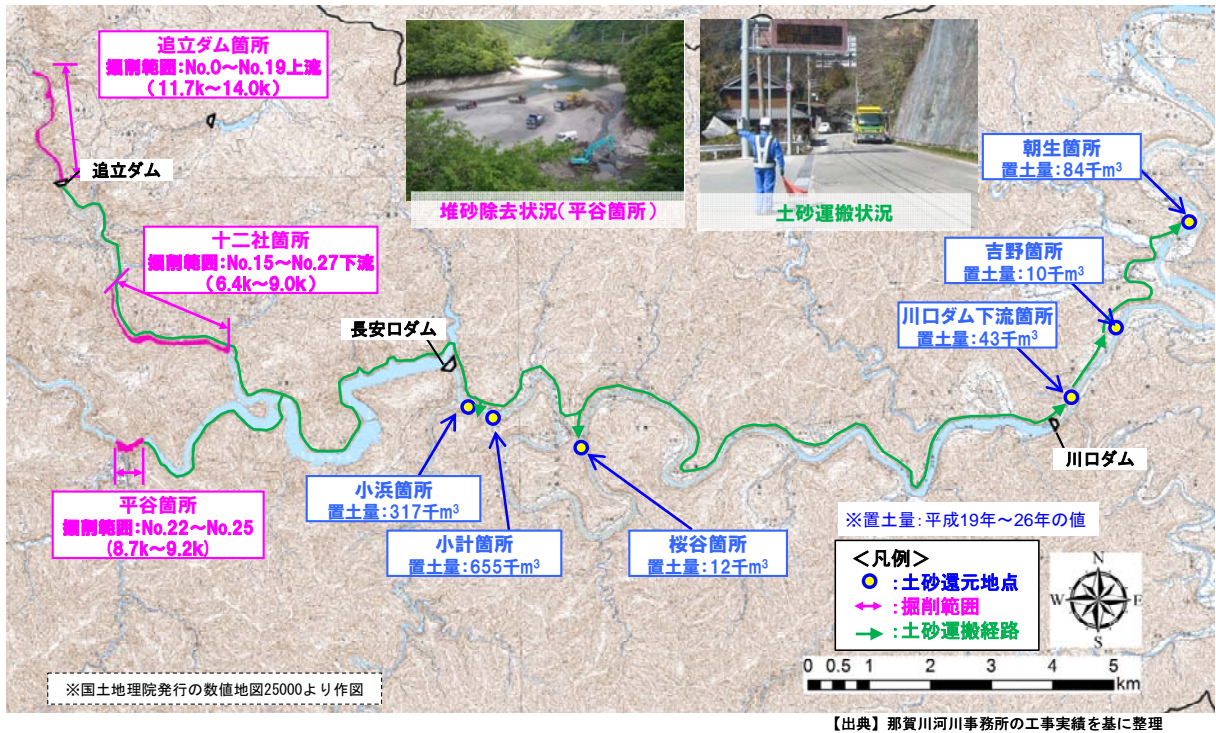 追立ダム箇所
掘削範囲:No.0～No.19上流
(11.7k～14.0k)
追立ダム
十二社箇所
掘削範囲:No.15～No.27下流
(6.4k～9.0k)
堆砂除去状況(平谷箇所)
土砂運搬状況
朝生箇所
置土量:84千m³
吉野箇所
置土量:10千m³
川口ダム下流箇所
置土量:43千m³
長安口ダム
川口ダム
平谷箇所
掘削範囲:No.22～No.25
(8.7k～9.2k)
小浜箇所
置土量:317千m³
小計箇所
置土量:655千m³
桜谷箇所
置土量:12千m³
※置土量:平成19年～26年の値
＜凡例＞
:土砂還元地点
:掘削範囲
:土砂運搬経路
N
W
E
S
0 0.5 1 2 3 4 5
km
※国土地理院発行の数値地図25000より作図
【出典】那賀川河川事務所の工事実績を基に整理